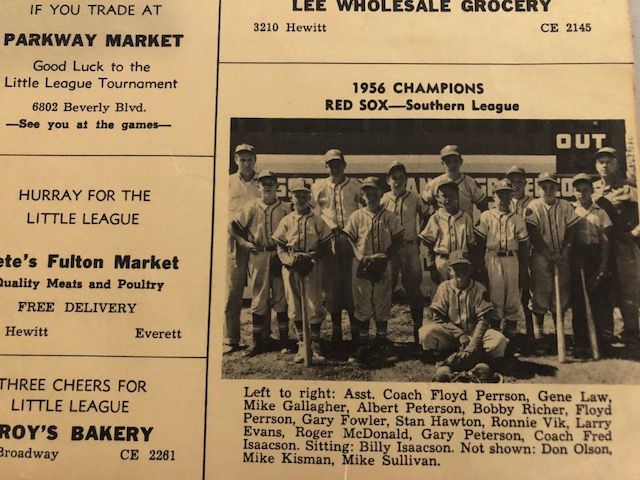 IF YOU TRADE AT
PARKWAY MARKET
Good Luck to the
Little League Tournament
6802 Beverly Blvd.
—See you at the games—
HURRAY FOR THE
LITTLE LEAGUE
ete's Fulton Market
Quality Meats and Poultry
FREE DELIVERY
Hewitt Everett
THREE CHEERS FOR
LITTLE LEAGUE
ROY'S BAKERY
Broadway CE 2261
LEE WHOLESALE GROCERY
3210 Hewitt CE 2145
1956 CHAMPIONS
RED SOX—Southern League
OUT
Left to right: Asst. Coach Floyd Perrson, Gene Law,
Mike Gallagher, Albert Peterson, Bobby Richer, Floyd
Perrson, Gary Fowler, Stan Hawton, Ronnie Vik, Larry
Evans, Roger McDonald, Gary Peterson, Coach Fred
Isaacson. Sitting: Billy Isaacson. Not shown: Don Olson,
Mike Kisman, Mike Sullivan.